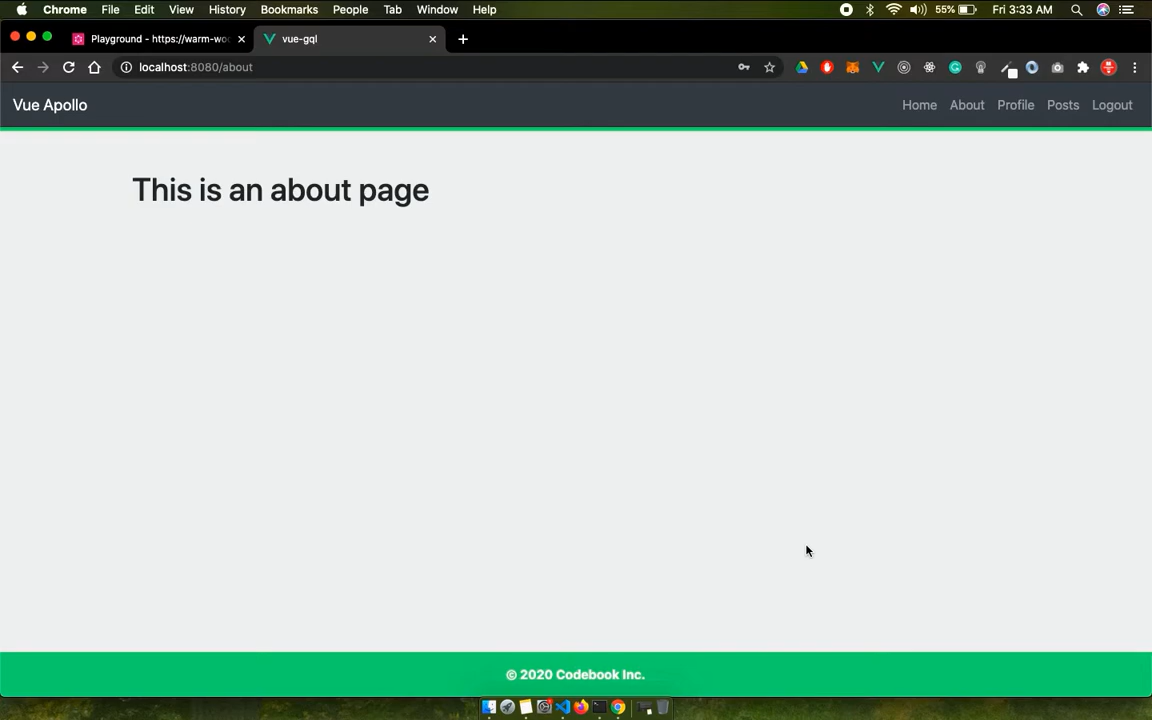 Chrome File Edit View History Bookmarks People Tab Window Help 55% Fri 3:33 AM
Playground - https://warm-wo
vue-gql
localhost:8080/about
Vue Apollo Home About Profile Posts Logout
This is an about page
© 2020 Codebook Inc.